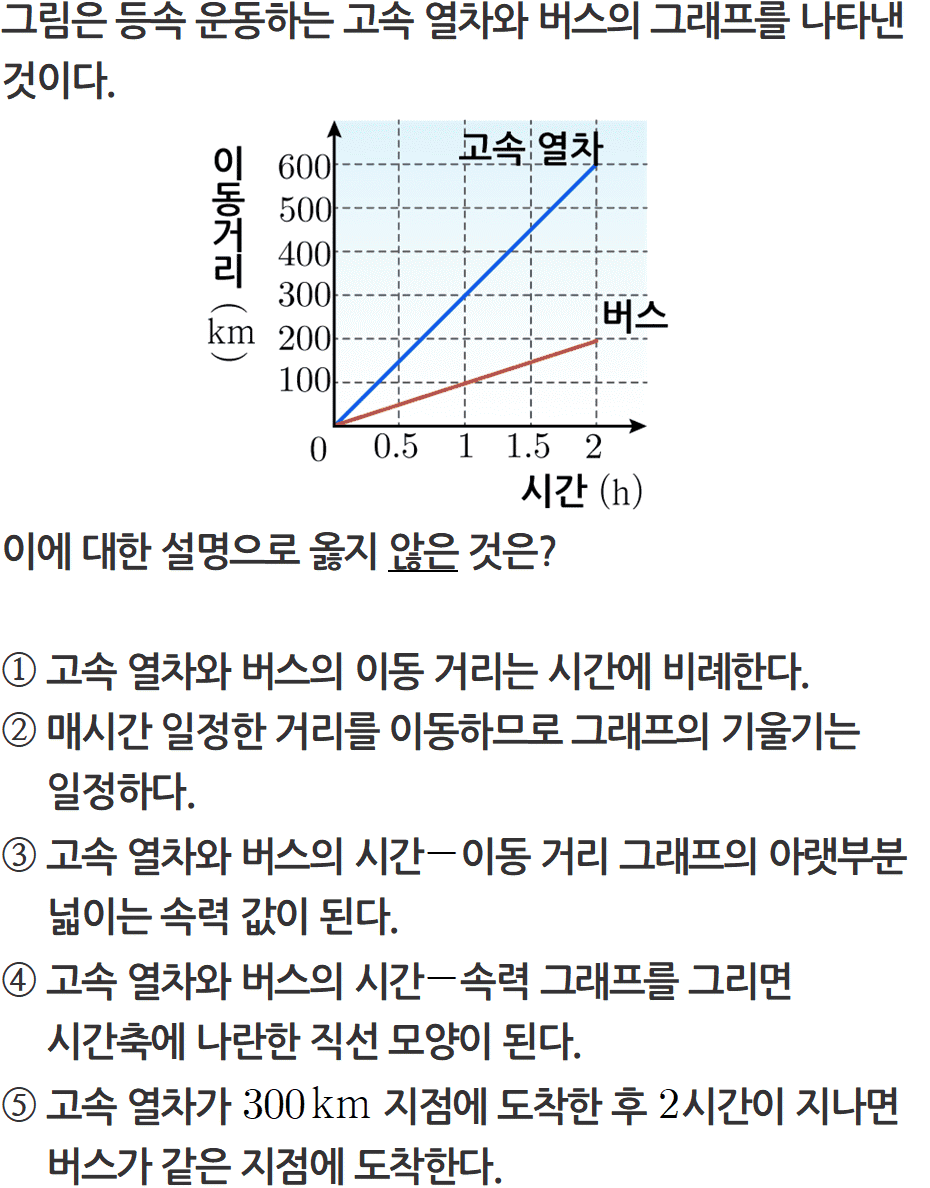 그림은 등속 운동하는 고속 열차와 버스의 그래프를 나타낸
것이다.
이동거리 (km)
고속 열차
600
500
400
300
버스
200
100
0 0.5 1 1.5 2
시간 (h)
이에 대한 설명으로 옳지 않은 것은?
① 고속 열차와 버스의 이동 거리는 시간에 비례한다.
② 매시간 일정한 거리를 이동하므로 그래프의 기울기는
일정하다.
③ 고속 열차와 버스의 시간－이동 거리 그래프의 아랫부분
넓이는 속력 값이 된다.
④ 고속 열차와 버스의 시간－속력 그래프를 그리면
시간축에 나란한 직선 모양이 된다.
⑤ 고속 열차가 300 km 지점에 도착한 후 2시간이 지나면
버스가 같은 지점에 도착한다.